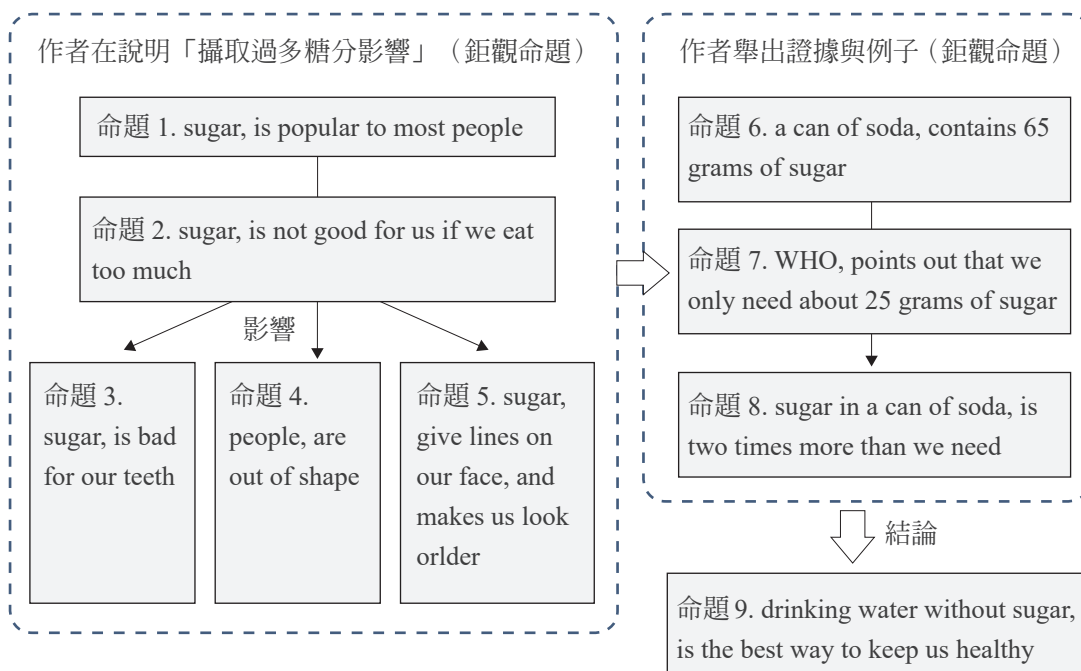 作者在說明「攝取過多糖分影響」（鉅觀命題）
命題 1. sugar, is popular to most people
命題 2. sugar, is not good for us if we eat
too much
影響
命題 3.
sugar, is bad
for our teeth
命題 4.
people, are
out of shape
命題 5. sugar,
give lines on
our face, and
makes us look
orlder
作者舉出證據與例子（鉅觀命題）
命題 6. a can of soda, contains 65
grams of sugar
命題 7. WHO, points out that we
only need about 25 grams of sugar
命題 8. sugar in a can of soda, is
two times more than we need
結論
命題 9. drinking water without sugar,
is the best way to keep us healthy